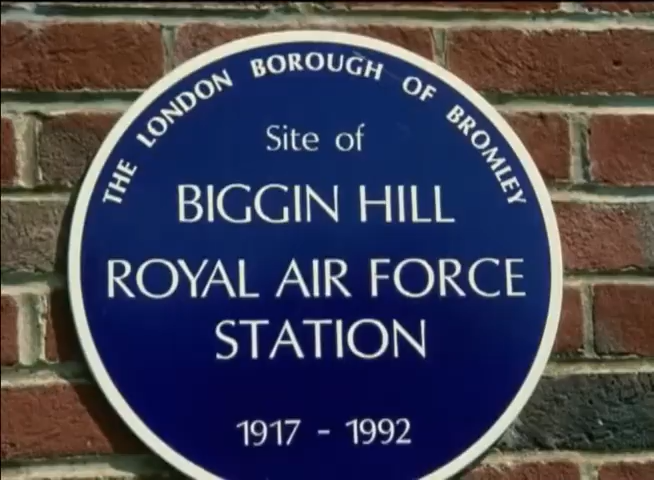 THE LONDON BOROUGH OF BROMLEY
Site of
BIGGIN HILL
ROYAL AIR FORCE
STATION
1917 - 1992